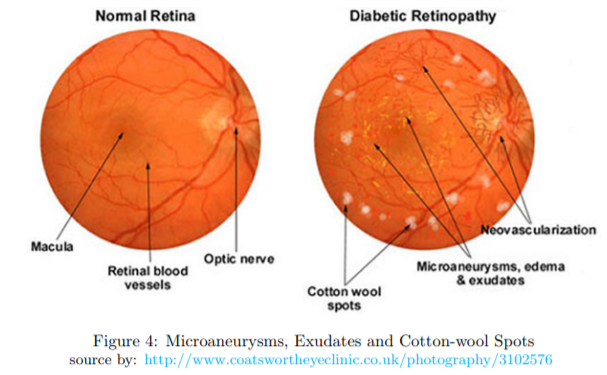 Normal Retina
Diabetic Retinopathy
Macula
Retinal blood
vessels
Optic nerve
Cotton wool
spots
Microaneurysms, edema
& exudates
Neovascularization
Figure 4: Microaneurysms, Exudates and Cotton-wool Spots
source by: http://www.coatswortheyeclinic.co.uk/photography/3102576